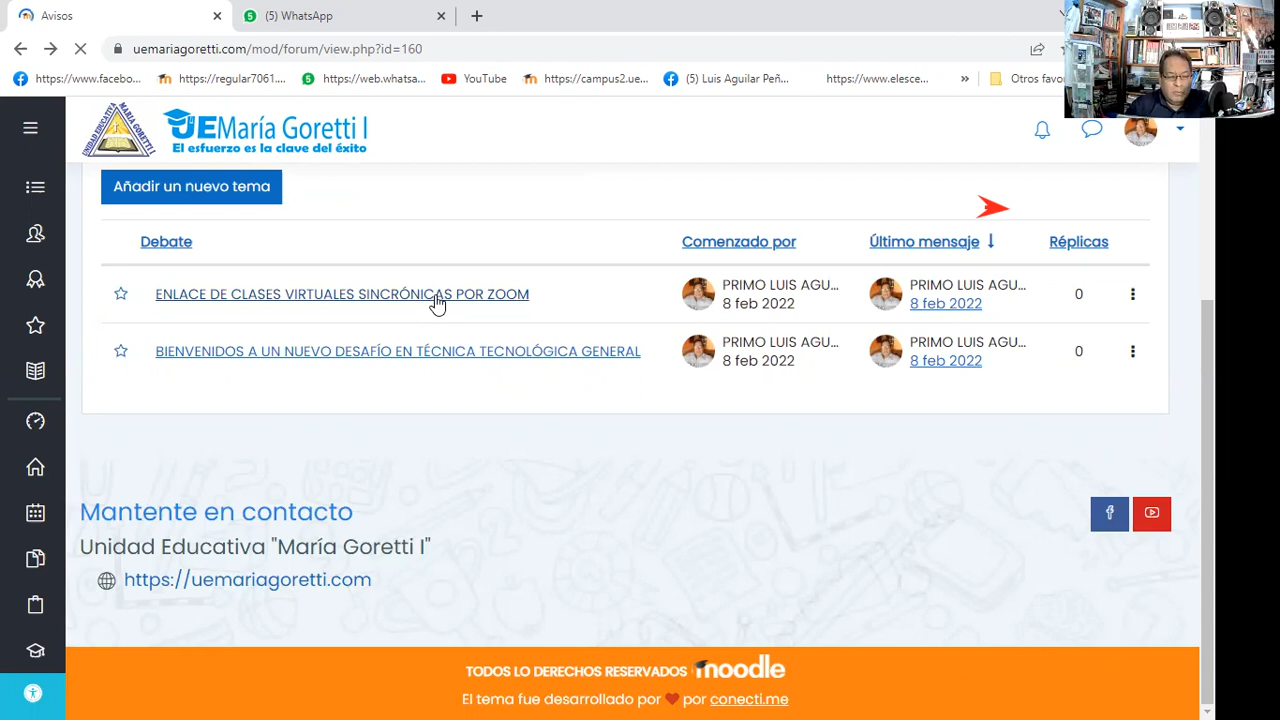 Avisos
(5) WhatsApp
uemariagoretti.com/mod/forum/view.php?id=160
https://www.facebo...
https://regular7061...
https://web.whatsa...
YouTube
https://campus2.ue...
(5) Luis Aguilar Peñ...
https://www.elesce...
»
Otros favo
UNIDAD EDUCATIVA
MARÍA GORETTI
UE María Goretti I
El esfuerzo es la clave del éxito
Añadir un nuevo tema
Debate
Comenzado por
Último mensaje
Réplicas
ENLACE DE CLASES VIRTUALES SINCRÓNICAS POR ZOOM
PRIMO LUIS AGU...
8 feb 2022
PRIMO LUIS AGU...
8 feb 2022
0
BIENVENIDOS A UN NUEVO DESAFÍO EN TÉCNICA TECNOLÓGICA GENERAL
PRIMO LUIS AGU...
8 feb 2022
PRIMO LUIS AGU...
8 feb 2022
0
Mantente en contacto
Unidad Educativa "María Goretti I"
https://uemariagoretti.com
TODOS LO DERECHOS RESERVADOS moodle
El tema fue desarrollado por ❤ por conecti.me